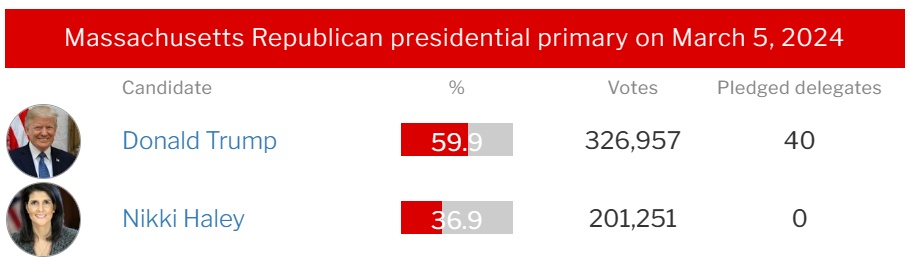 Massachusetts Republican presidential primary on March 5, 2024
Candidate % Votes Pledged delegates
Donald Trump 59.9 326,957 40
Nikki Haley 36.9 201,251 0